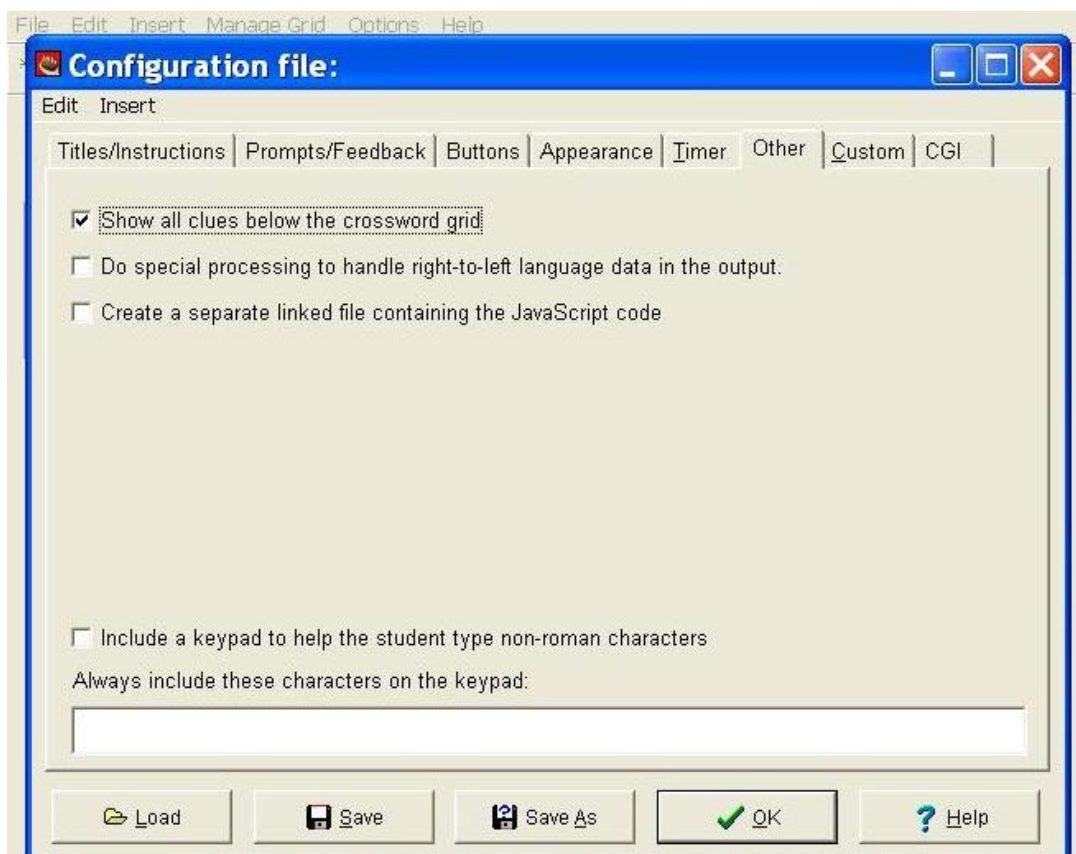 File Edit Insert Manage Grid Options Help
Configuration file:
Edit Insert
Titles/Instructions Prompts/Feedback Buttons Appearance Timer Other Custom CGI
Show all clues below the crossword grid
Do special processing to handle right-to-left language data in the output.
Create a separate linked file containing the JavaScript code
Include a keypad to help the student type non-roman characters
Always include these characters on the keypad:
Load Save Save As OK Help